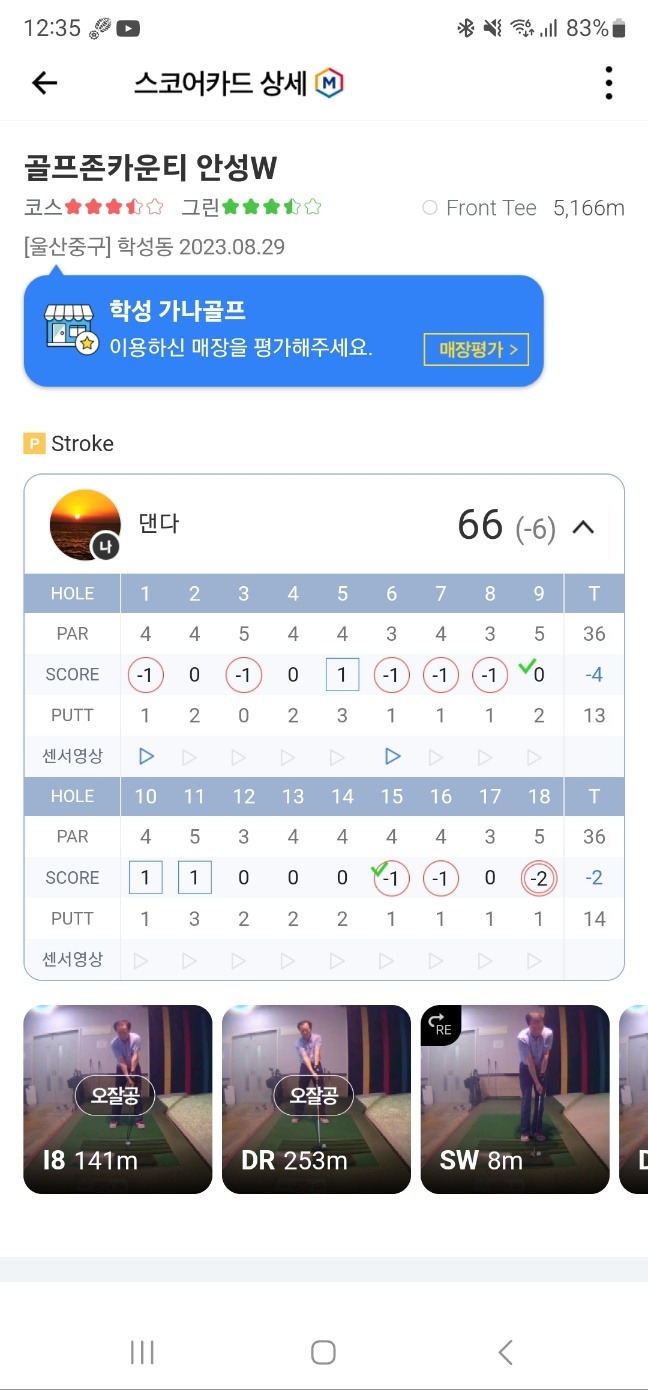 12:35 83%
스코어카드 상세 M
골프존카운티 안성W
코스 그린 Front Tee 5,166m
[울산중구] 학성동 2023.08.29
학성 가나골프
이용하신 매장을 평가해주세요. 매장평가 >
P Stroke
나 댄다 66 (-6)
HOLE 1 2 3 4 5 6 7 8 9 T
PAR 4 4 5 4 4 3 4 3 5 36
SCORE -1 0 -1 0 1 -1 -1 -1 0 -4
PUTT 1 2 0 2 3 1 1 1 2 13
센서영상
HOLE 10 11 12 13 14 15 16 17 18 T
PAR 4 5 3 4 4 4 4 3 5 36
SCORE 1 1 0 0 0 -1 -1 0 -2 -2
PUTT 1 3 2 2 2 1 1 1 1 14
센서영상
RE
오잘공 오잘공
I8 141m DR 253m SW 8m D